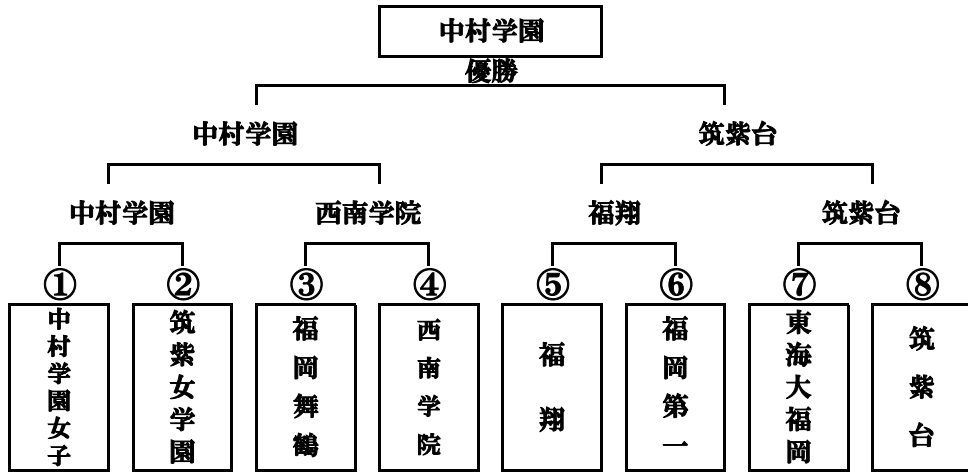 中村学園
優勝
中村学園 筑紫台
中村学園 西南学院 福翔 筑紫台
① ② ③ ④ ⑤ ⑥ ⑦ ⑧
中村学園女子
筑紫女学園
福岡舞鶴
西南学院
福翔
福岡第一
東海大福岡
筑紫台